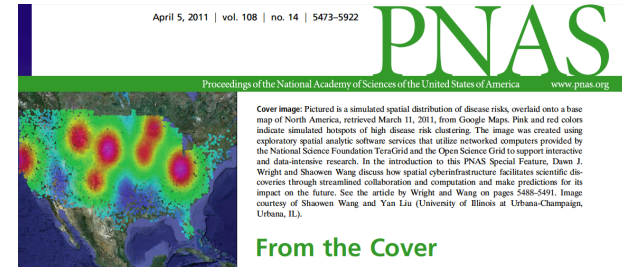 April 5, 2011 | vol. 108 | no. 14 | 5473–5922
PNAS
Proceedings of the National Academy of Sciences of the United States of America www.pnas.org
Cover image: Pictured is a simulated spatial distribution of disease risks, overlaid onto a base
map of North America, retrieved March 11, 2011, from Google Maps. Pink and red colors
indicate simulated hotspots of high disease risk clustering. The image was created using
exploratory spatial analytic software services that utilize networked computers provided by
the National Science Foundation TeraGrid and the Open Science Grid to support interactive
and data-intensive research. In the introduction to this PNAS Special Feature, Dawn J.
Wright and Shaowen Wang discuss how spatial cyberinfrastructure facilitates scientific dis-
coveries through streamlined collaboration and computation and make predictions for its
impact on the future. See the article by Wright and Wang on pages 5488–5491. Image
courtesy of Shaowen Wang and Yan Liu (University of Illinois at Urbana-Champaign,
Urbana, IL).
From the Cover